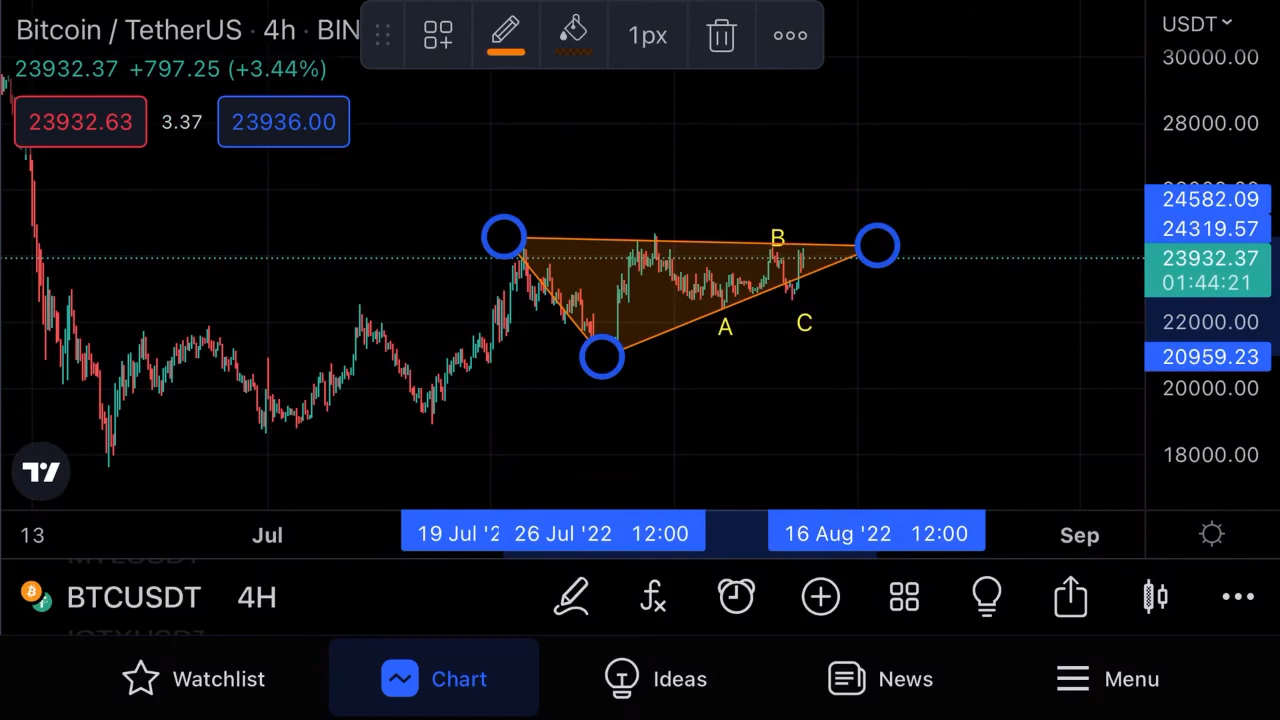 Bitcoin / TetherUS · 4h · BIN
1px
USDT
23932.37 +797.25 (+3.44%)
30000.00
23932.63 3.37 23936.00
28000.00
24582.09
24319.57
B
23932.37
01:44:21
A
C
22000.00
20959.23
20000.00
18000.00
13 Jul 19 Jul '2 26 Jul '22 12:00 16 Aug '22 12:00 Sep
BTCUSDT 4H
Watchlist Chart Ideas News Menu